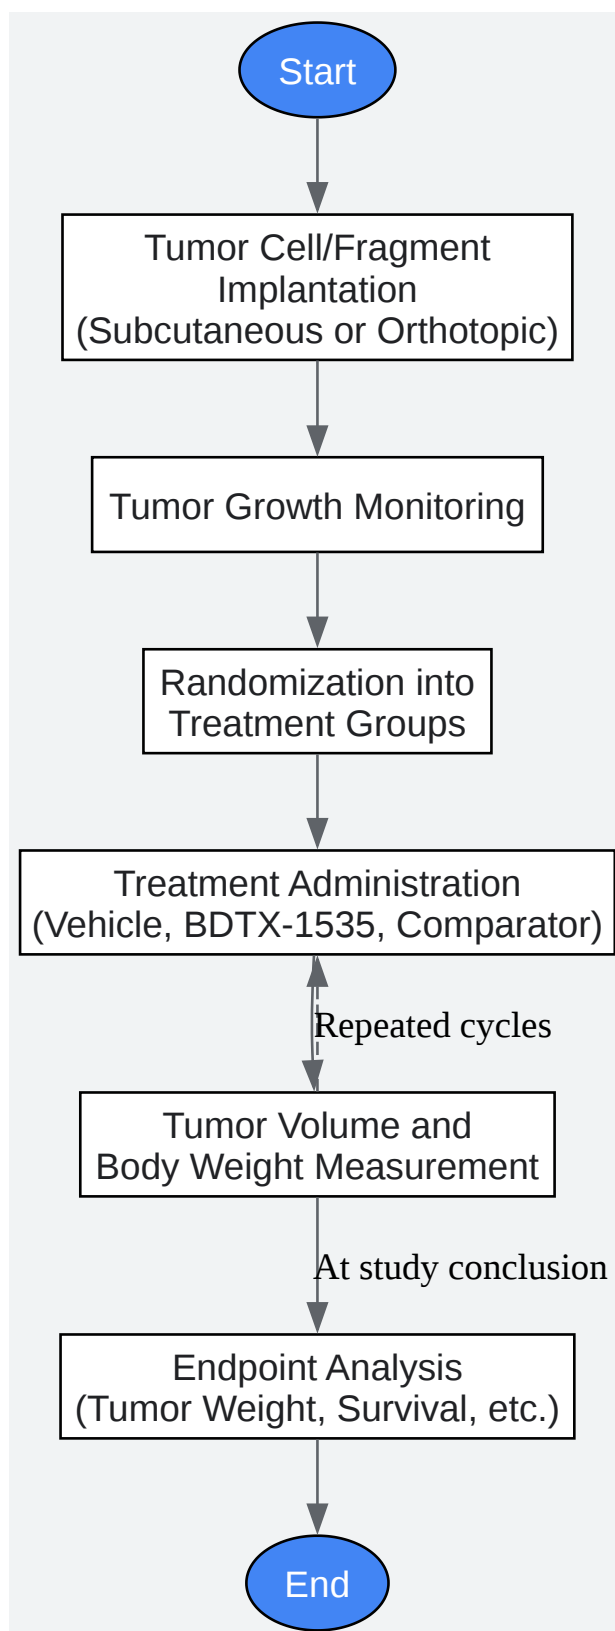 Start
Tumor Cell/Fragment
Implantation
(Subcutaneous or Orthotopic)
Tumor Growth Monitoring
Randomization into
Treatment Groups
Treatment Administration
(Vehicle, BDTX-1535, Comparator)
Repeated cycles
Tumor Volume and
Body Weight Measurement
At study conclusion
Endpoint Analysis
(Tumor Weight, Survival, etc.)
End